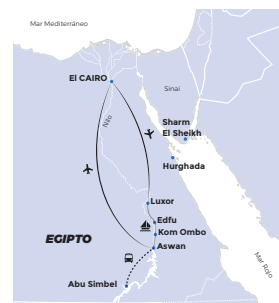 Mar Mediterráneo
El CAIRO
Sinai
Nilo
Sharm
El Sheikh
Hurghada
Luxor
Edfu
Kom Ombo
EGIPTO
Aswan
Abu Simbel
Mar Rojo